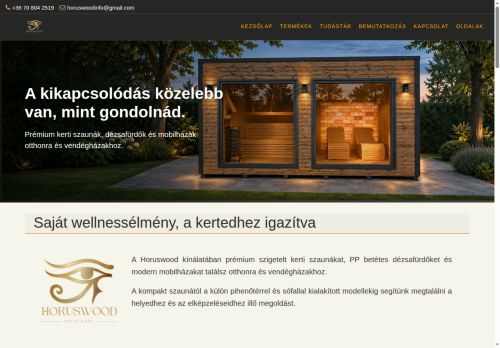 +36 70 804 2519 horuswoodinfo@gmail.com
KEZDŐLAP TERMÉKEK TUDÁSTÁR BEMUTATKOZÁS KAPCSOLAT OLDALAK
A kikapcsolódás közelebb
van, mint gondolnád.
Prémium kerti szaunák, dézsafürdők és mobilházak
otthonra és vendégházakhoz.
Saját wellnessélmény, a kertedhez igazítva
A Horuswood kínálatában prémium szigetelt kerti szaunákat, PP betétes dézsafürdőket és
modern mobilházakat találsz otthonra és vendégházakhoz.
A kompakt szaunától a külön pihenőtérrel és sófallal kialakított modellekig segítünk megtalálni a
helyedhez és az elképzeléseidhez illő megoldást.
HORUSWOOD